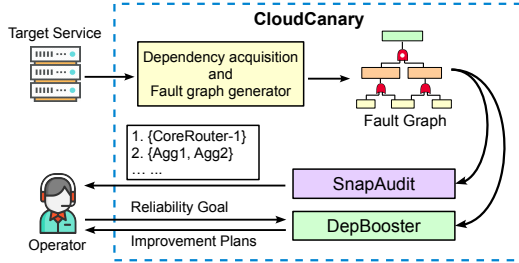 CloudCanary
Target Service
Dependency acquisition
and
Fault graph generator
Fault Graph
1. {CoreRouter-1}
2. {Agg1, Agg2}
... ...
SnapAudit
Reliability Goal
DepBooster
Operator
Improvement Plans